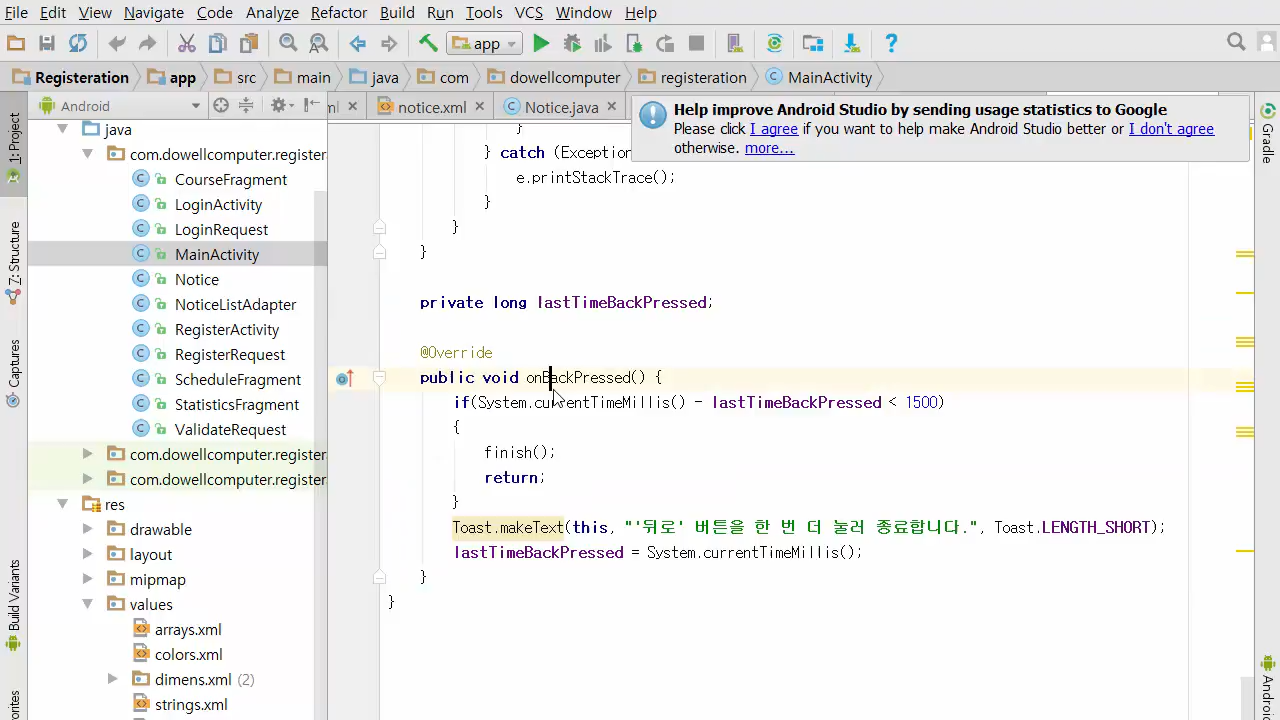 File Edit View Navigate Code Analyze Refactor Build Run Tools VCS Window Help
app
Registeration app src main java com dowellcomputer registeration MainActivity
Android ml notice.xml Notice.java
Help improve Android Studio by sending usage statistics to Google
Please click I agree if you want to help make Android Studio better or I don't agree
otherwise. more...
1: Project
Z: Structure
Captures
Build Variants
java
com.dowellcomputer.register
CourseFragment
LoginActivity
LoginRequest
MainActivity
Notice
NoticeListAdapter
RegisterActivity
RegisterRequest
ScheduleFragment
StatisticsFragment
ValidateRequest
com.dowellcomputer.register
com.dowellcomputer.register
res
drawable
layout
mipmap
values
arrays.xml
colors.xml
dimens.xml (2)
strings.xml
}
} catch (Exception
e.printStackTrace();
}
}
}
private long lastTimeBackPressed;
@Override
public void onBackPressed() {
if(System.currentTimeMillis() - lastTimeBackPressed < 1500)
{
finish();
return;
}
Toast.makeText(this, "'뒤로' 버튼을 한 번 더 눌러 종료합니다.", Toast.LENGTH_SHORT);
lastTimeBackPressed = System.currentTimeMillis();
}
}
Gradle